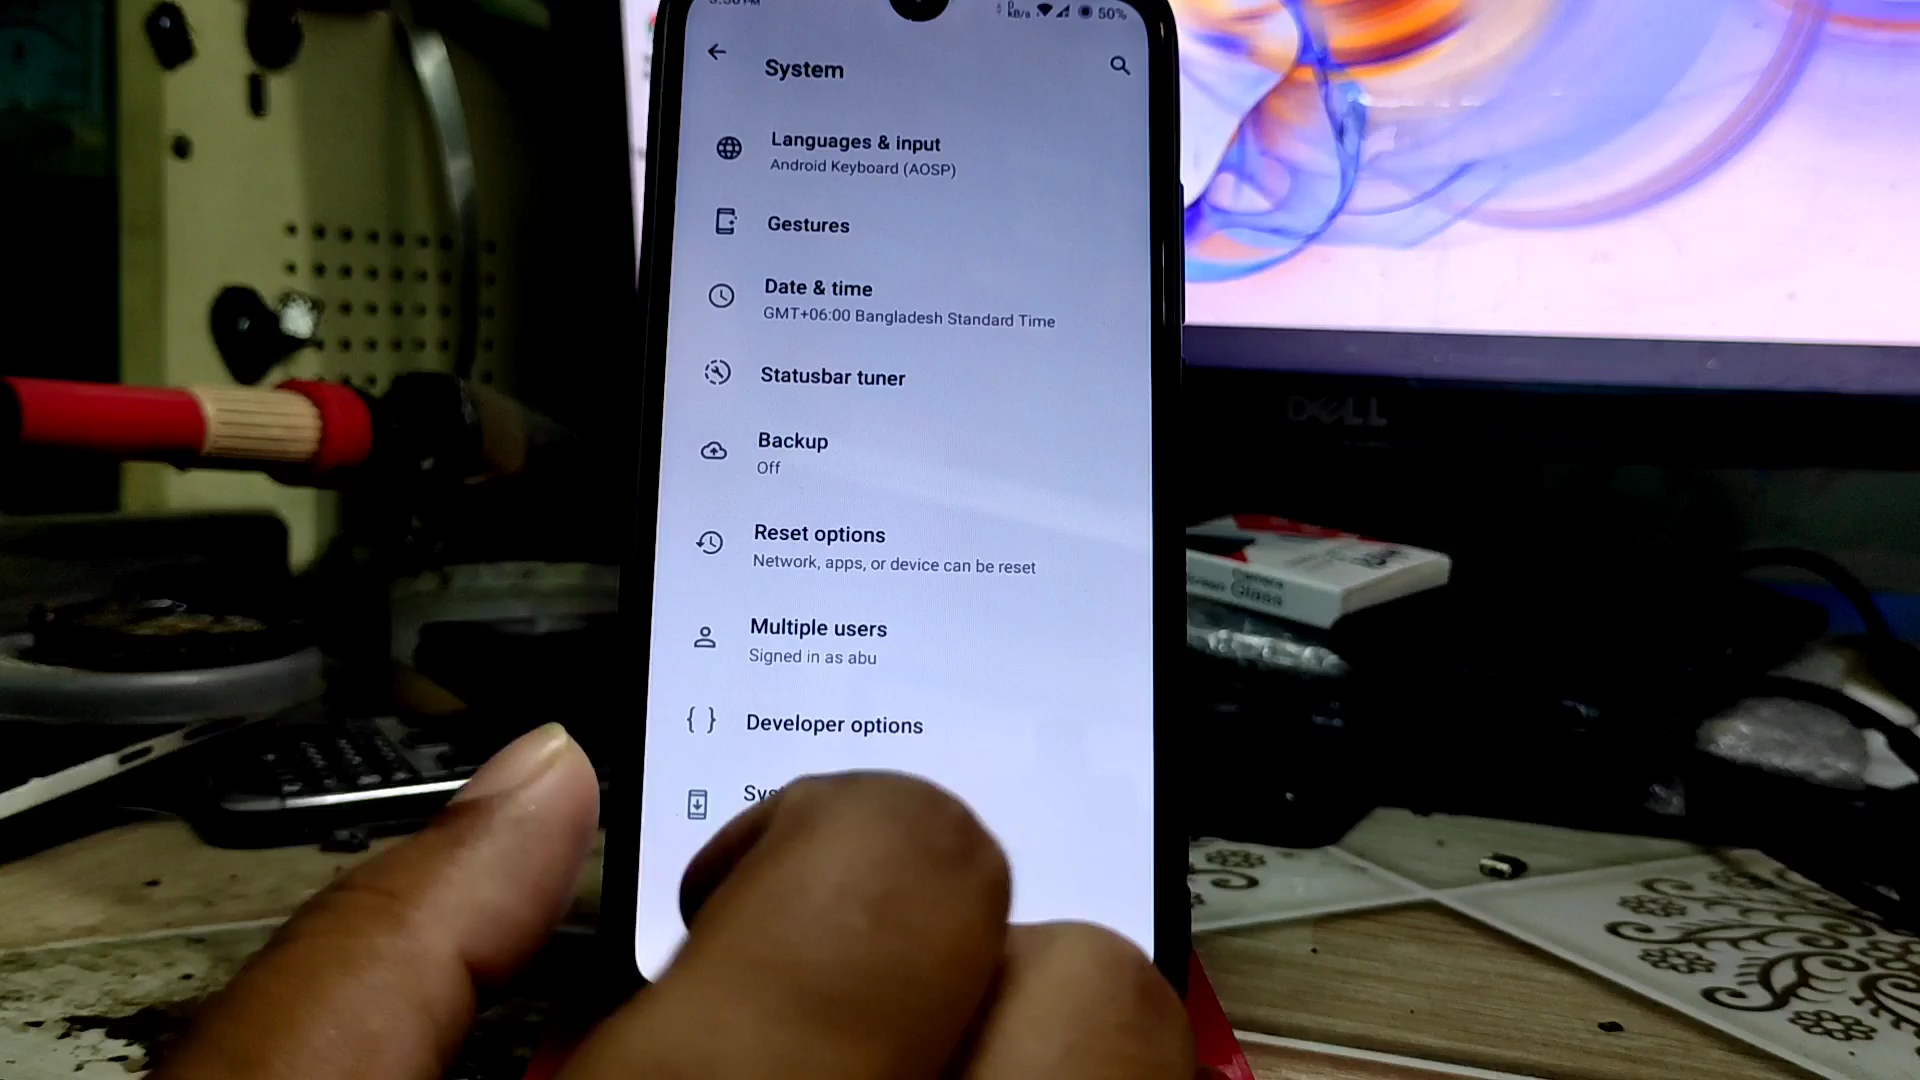 50%
System
Languages & input
Android Keyboard (AOSP)
Gestures
Date & time
GMT+06:00 Bangladesh Standard Time
Statusbar tuner
Backup
Off
Reset options
Network, apps, or device can be reset
Multiple users
Signed in as abu
Developer options
DELL
Camera
Glass